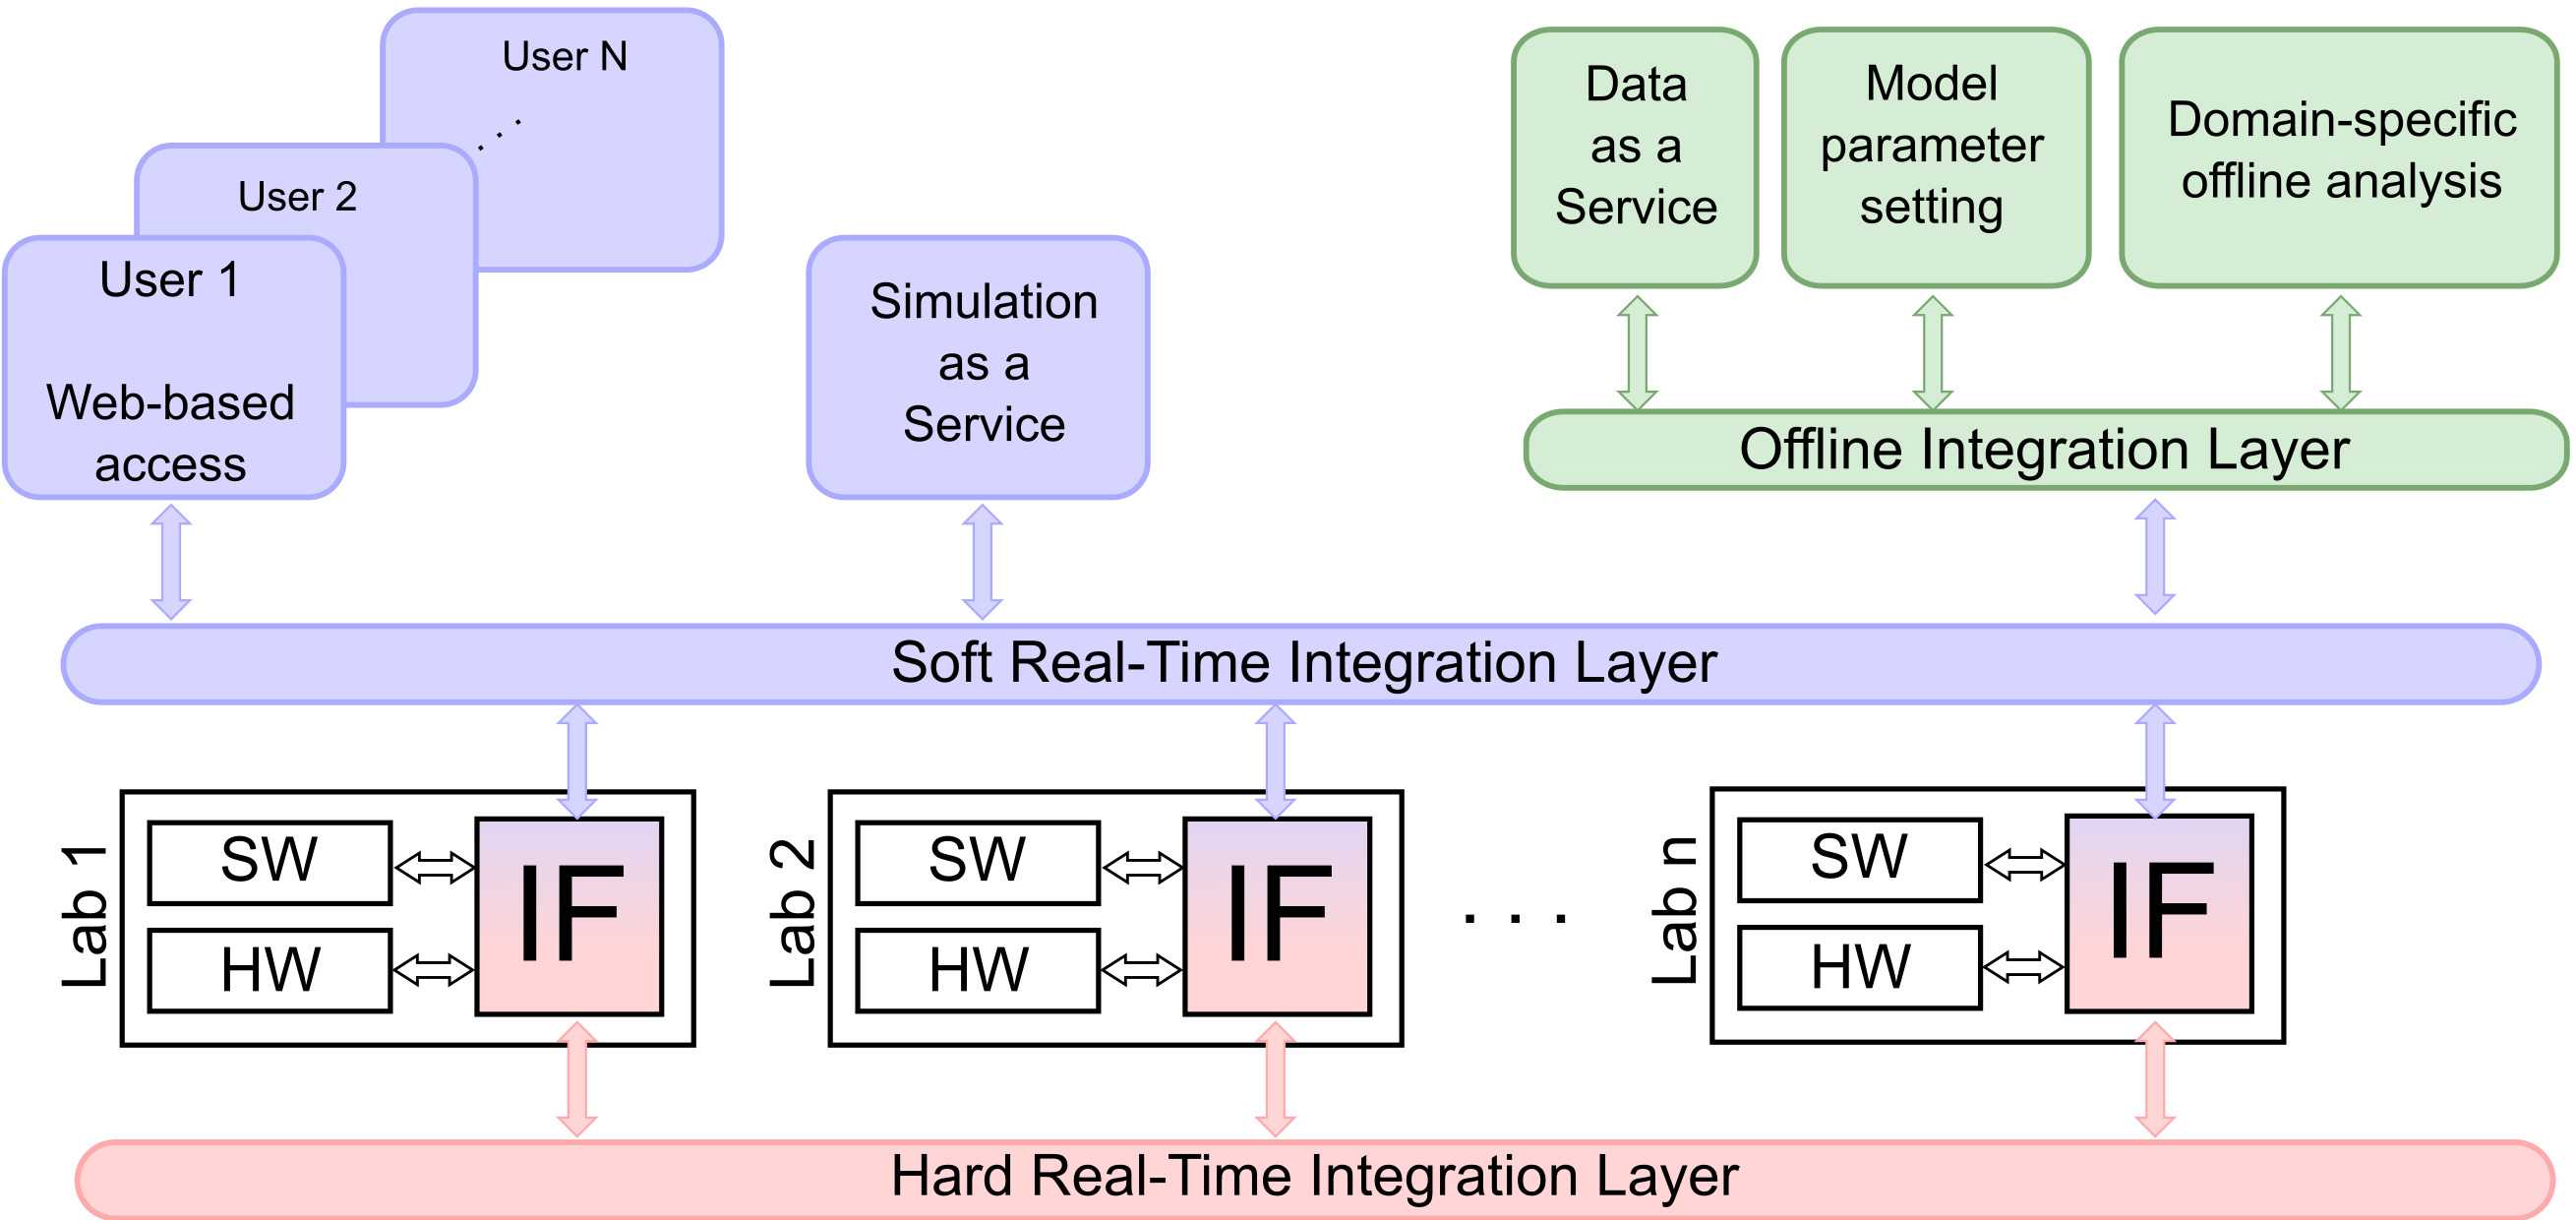 User N
User 2
User 1
Web-based
access
Simulation
as a
Service
Data
as a
Service
Model
parameter
setting
Domain-specific
offline analysis
Offline Integration Layer
Soft Real-Time Integration Layer
Lab 1
SW
HW
IF
Lab 2
SW
HW
IF
. . .
Lab n
SW
HW
IF
Hard Real-Time Integration Layer